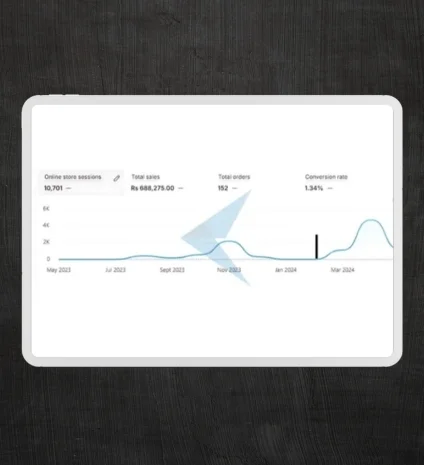 Online store sessions
10,701 —
Total sales
Rs 688,275.00 —
Total orders
152 —
Conversion rate
1.34% —
6K
4K
2K
0
May 2023
Jul 2023
Sept 2023
Nov 2023
Jan 2024
Mar 2024